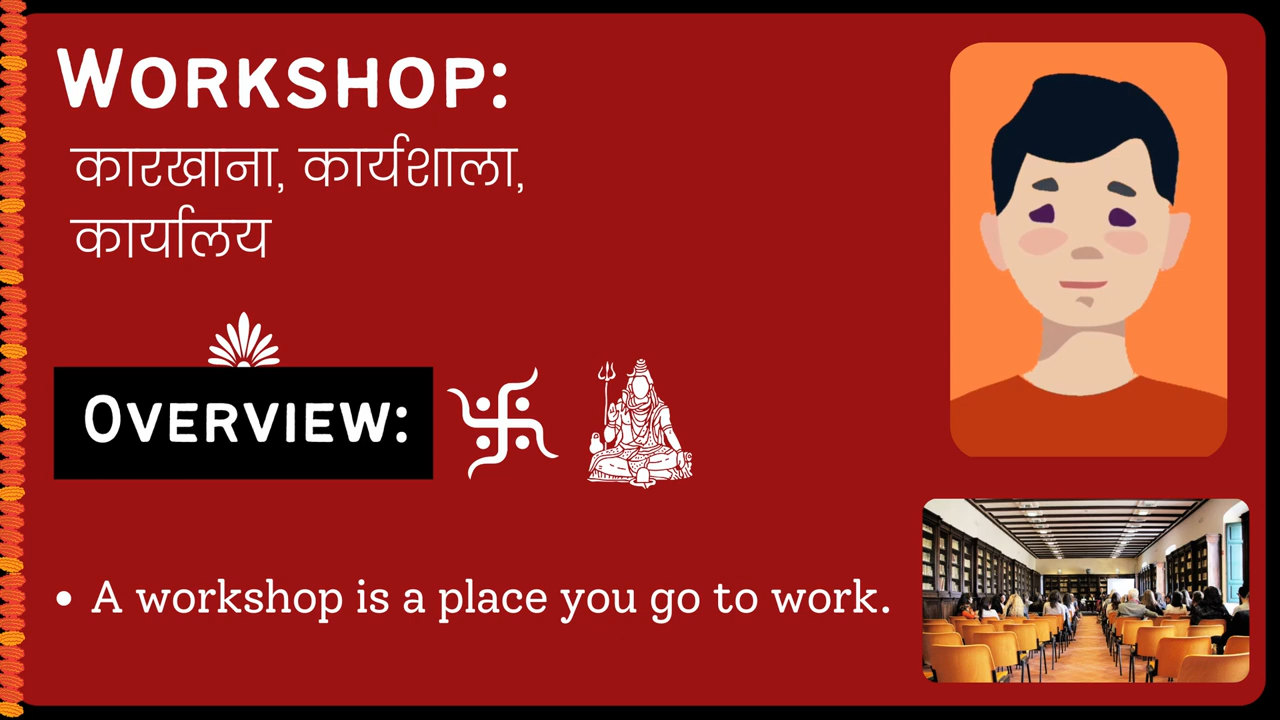 Workshop:
कारखाना, कार्यशाला,
कार्यालय
Overview:
• A workshop is a place you go to work.